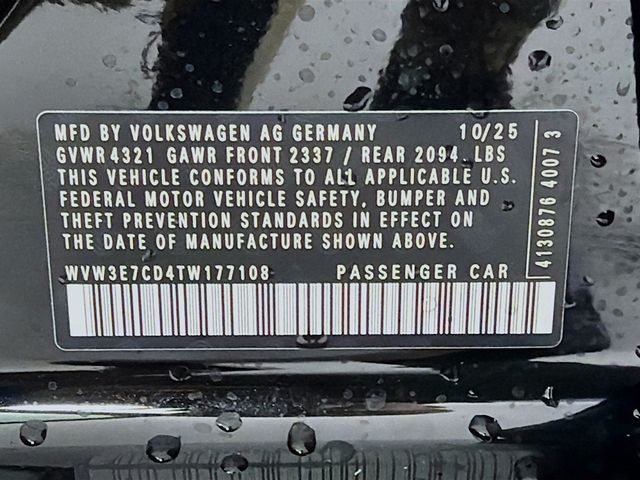 MFD BY VOLKSWAGEN AG GERMANY 10/25
GVWR 4321 GAWR FRONT 2337 / REAR 2094 LBS
THIS VEHICLE CONFORMS TO ALL APPLICABLE U.S.
FEDERAL MOTOR VEHICLE SAFETY, BUMPER AND
THEFT PREVENTION STANDARDS IN EFFECT ON
THE DATE OF MANUFACTURE SHOWN ABOVE.
WVW3E7CD4TW177108 PASSENGER CAR
4130876 4007 3